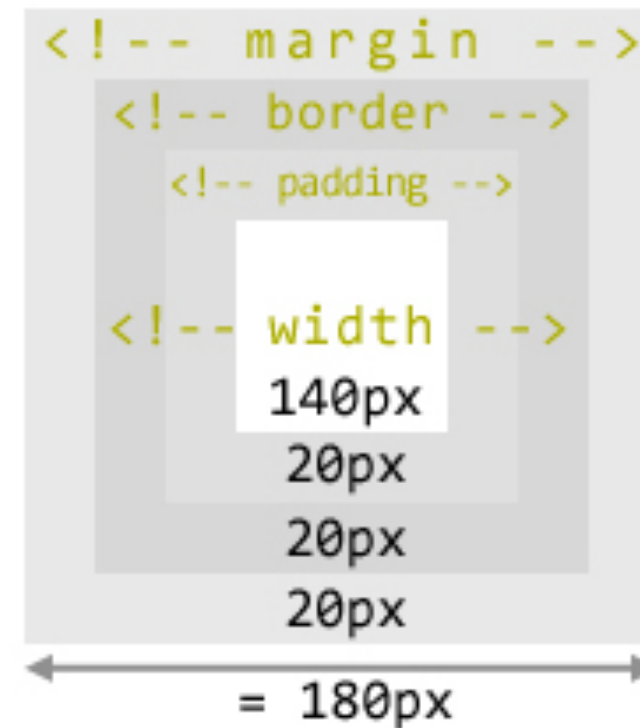 <!-- margin -->
<!-- border -->
<!-- padding -->
<!-- width -->
140px
20px
20px
20px
= 180px